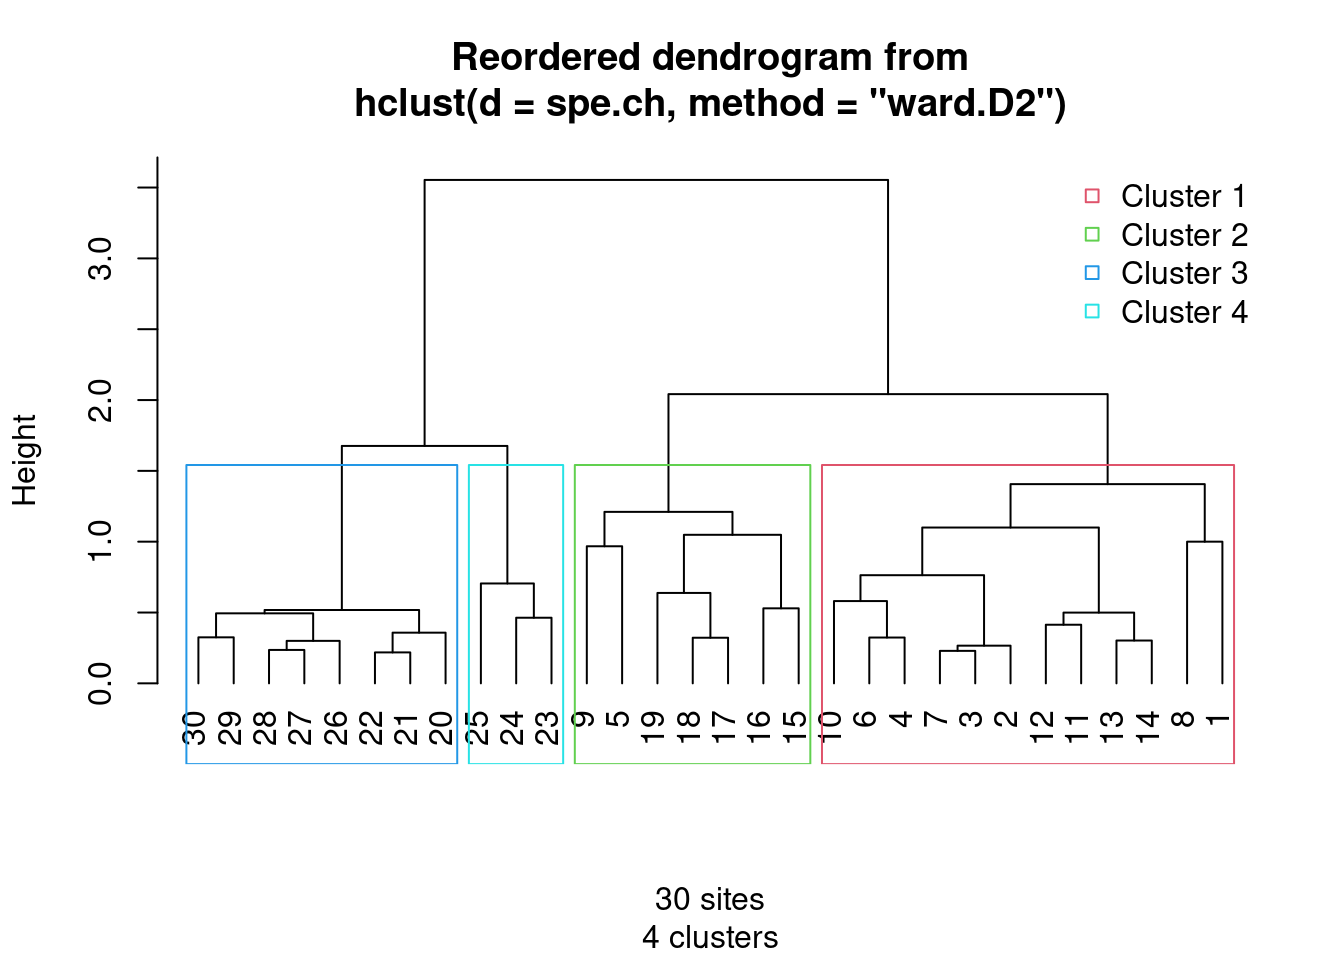 Reordered dendrogram from
hclust(d = spe.ch, method = "ward.D2")
Cluster 1
Cluster 2
Cluster 3
Cluster 4
Height
3.0
2.0
1.0
0.0
30 29 28 27 26 22 21 20 25 24 23 9 5 19 18 17 16 15 10 6 4 7 3 2 12 11 13 14 8 1
30 sites
4 clusters